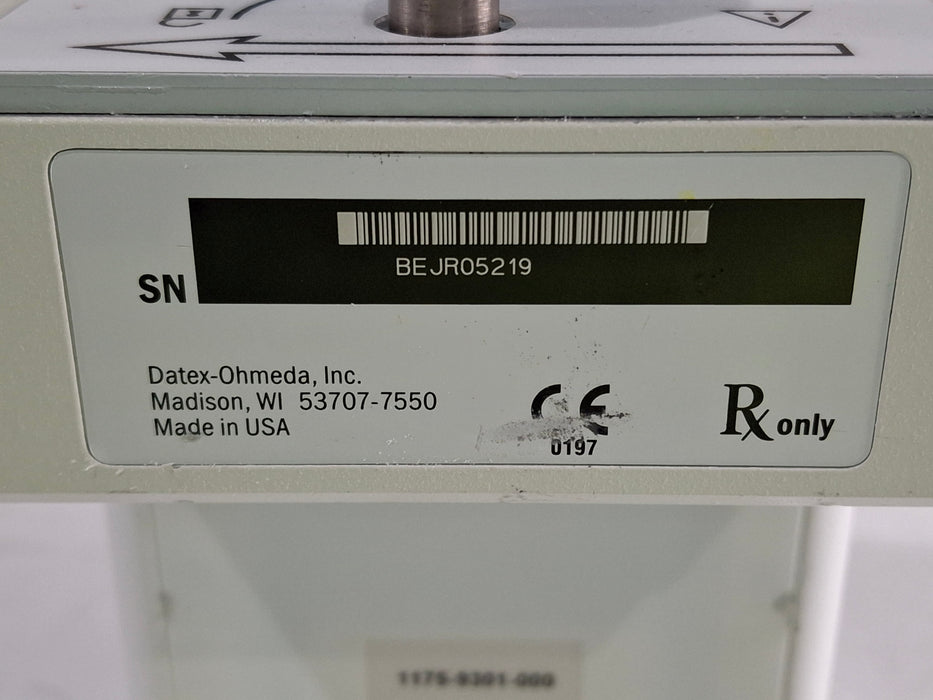 BEJR05219
SN
Datex-Ohmeda, Inc.
Madison, WI 53707-7550
Made in USA
CE
0197
Rx only
1175-9301-000